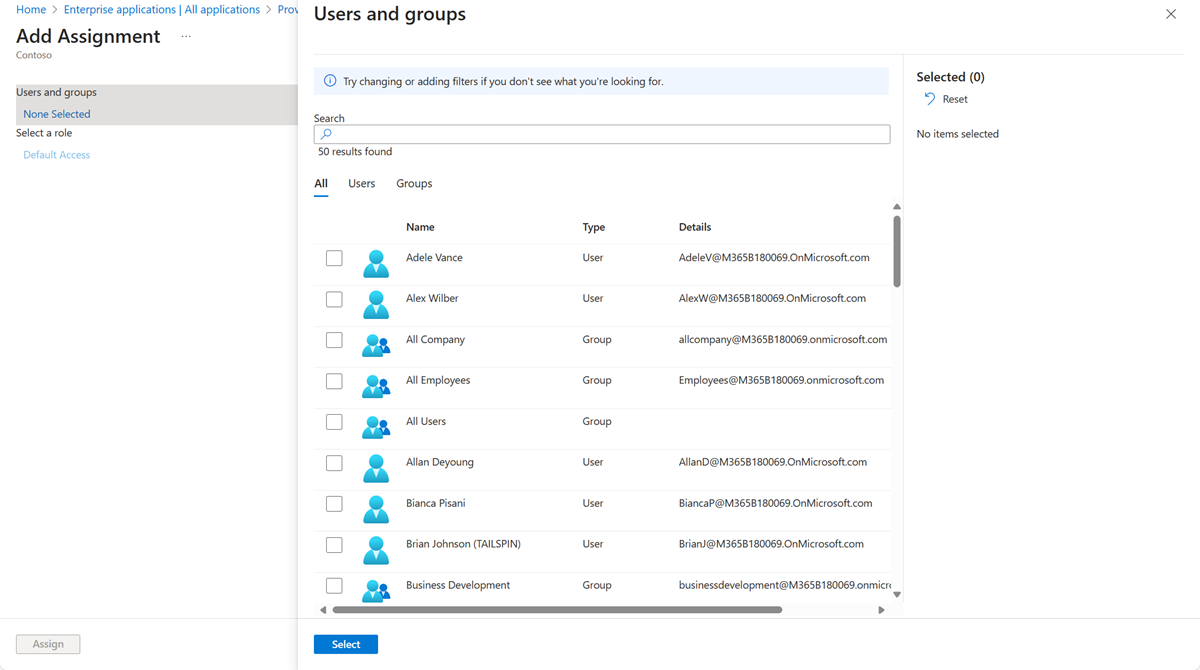 Home > Enterprise applications | All applications > Prov
Add Assignment ...
Contoso
Users and groups
None Selected
Select a role
Default Access
Assign
Users and groups
Try changing or adding filters if you don't see what you're looking for.
Search
50 results found
All Users Groups
Name Type Details
Adele Vance User AdeleV@M365B180069.OnMicrosoft.com
Alex Wilber User AlexW@M365B180069.OnMicrosoft.com
All Company Group allcompany@M365B180069.onmicrosoft.com
All Employees Group Employees@M365B180069.onmicrosoft.com
All Users Group
Allan Deyoung User AllanD@M365B180069.OnMicrosoft.com
Bianca Pisani User BiancaP@M365B180069.OnMicrosoft.com
Brian Johnson (TAILSPIN) User BrianJ@M365B180069.OnMicrosoft.com
Business Development Group businessdevelopment@M365B180069.onmicro
Select
Selected (0)
Reset
No items selected